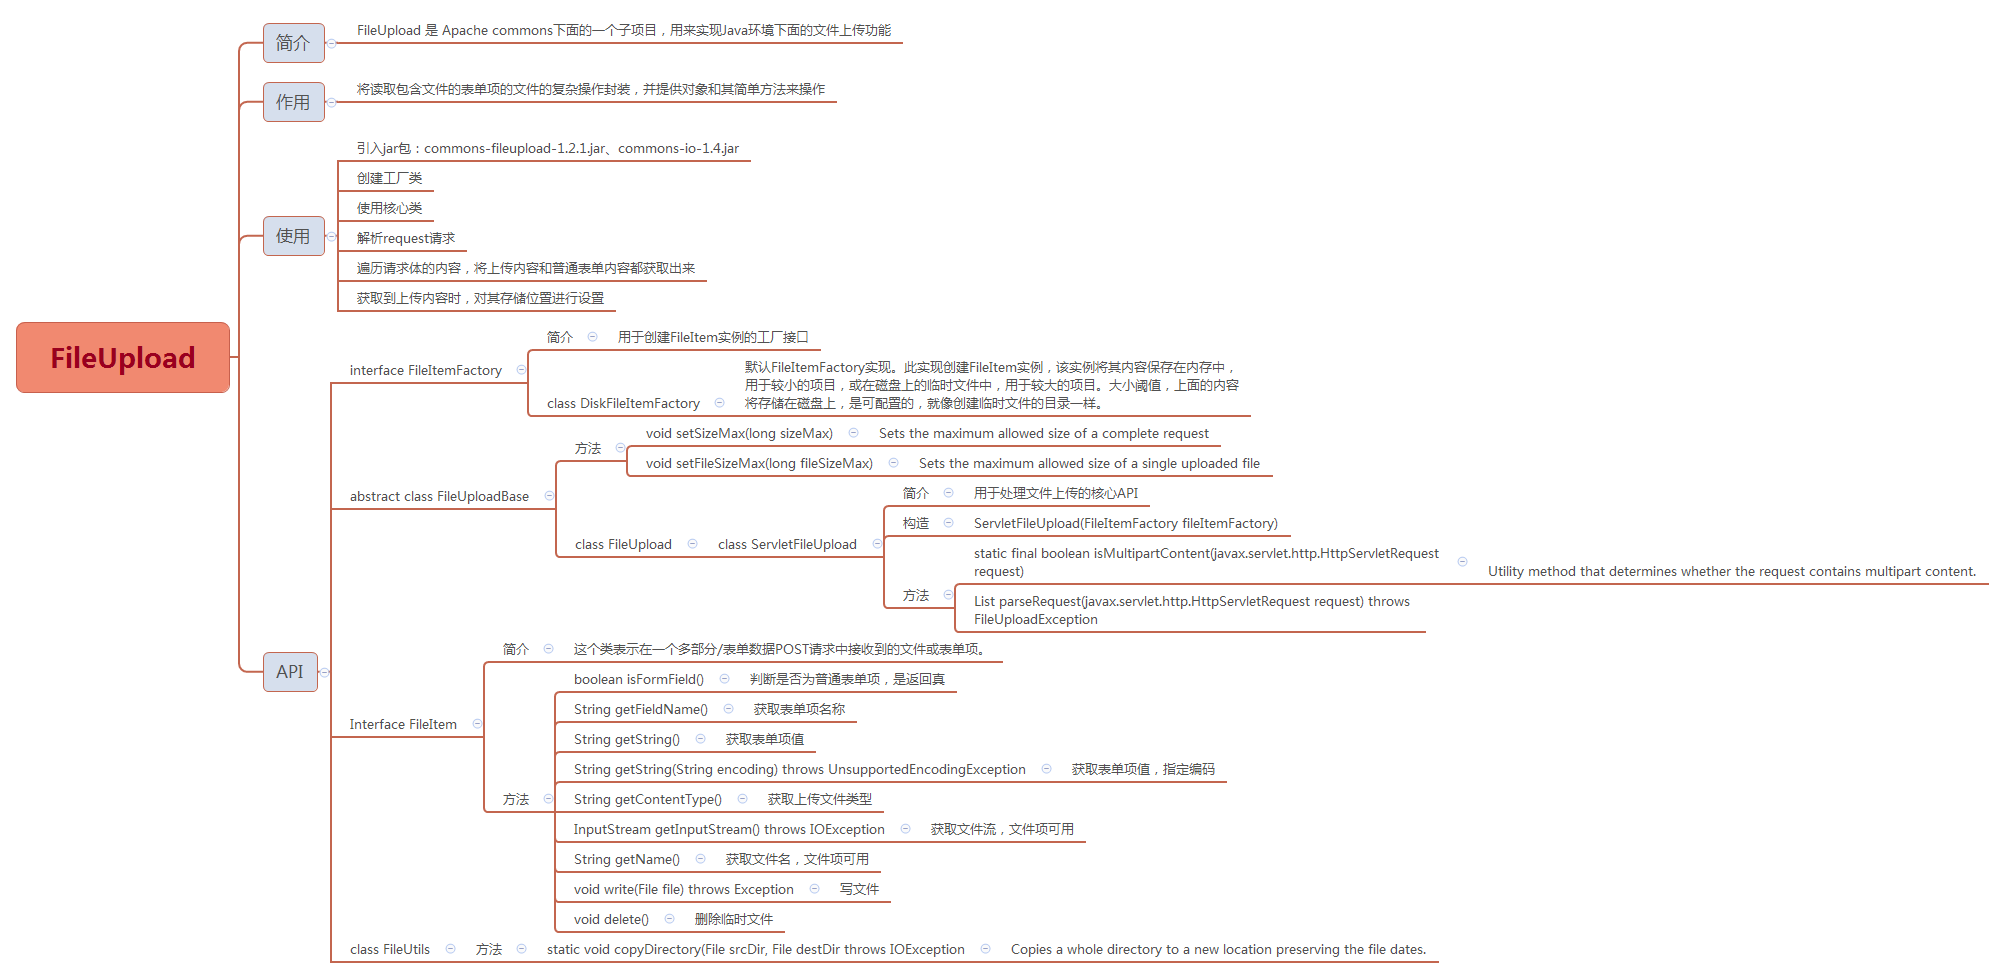 FileUpload
简介
FileUpload 是 Apache commons下面的一个子项目，用来实现Java环境下面的文件上传功能
作用
将读取包含文件的表单项的文件的复杂操作封装，并提供对象和其简单方法来操作
使用
引入jar包：commons-fileupload-1.2.1.jar、commons-io-1.4.jar
创建工厂类
使用核心类
解析request请求
遍历请求体的内容，将上传内容和普通表单内容都获取出来
获取到上传内容时，对其存储位置进行设置
API
interface FileItemFactory
简介
用于创建FileItem实例的工厂接口
class DiskFileItemFactory
默认FileItemFactory实现。此实现创建FileItem实例，该实例将其内容保存在内存中，
用于较小的项目，或在磁盘上的临时文件中，用于较大的项目。大小阈值，上面的内容
将存储在磁盘上，是可配置的，就像创建临时文件的目录一样。
abstract class FileUploadBase
方法
void setSizeMax(long sizeMax)
Sets the maximum allowed size of a complete request
void setFileSizeMax(long fileSizeMax)
Sets the maximum allowed size of a single uploaded file
class FileUpload
class ServletFileUpload
简介
用于处理文件上传的核心API
构造
ServletFileUpload(FileItemFactory fileItemFactory)
方法
static final boolean isMultipartContent(javax.servlet.http.HttpServletRequest
request)
Utility method that determines whether the request contains multipart content.
List parseRequest(javax.servlet.http.HttpServletRequest request) throws
FileUploadException
Interface FileItem
简介
这个类表示在一个多部分/表单数据POST请求中接收到的文件或表单项。
方法
boolean isFormField()
判断是否为普通表单项，是返回真
String getFieldName()
获取表单项名称
String getString()
获取表单项值
String getString(String encoding) throws UnsupportedEncodingException
获取表单项值，指定编码
String getContentType()
获取上传文件类型
InputStream getInputStream() throws IOException
获取文件流，文件项可用
String getName()
获取文件名，文件项可用
void write(File file) throws Exception
写文件
void delete()
删除临时文件
class FileUtils
方法
static void copyDirectory(File srcDir, File destDir throws IOException
Copies a whole directory to a new location preserving the file dates.